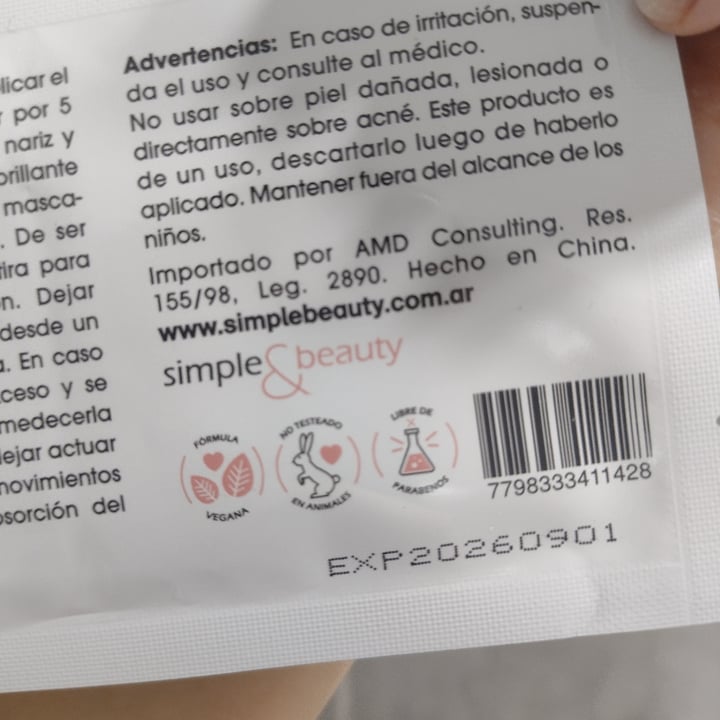 licar el
por 5
nariz y
brillante
masca-
. De ser
tira para
n. Dejar
desde un
. En caso
ceso y se
medecerla
ejar actuar
movimientos
sorción del
Advertencias: En caso de irritación, suspen-
da el uso y consulte al médico.
No usar sobre piel dañada, lesionada o
directamente sobre acné. Este producto es
de un uso, descartarlo luego de haberlo
aplicado. Mantener fuera del alcance de los
niños.
Importado por AMD Consulting. Res.
155/98, Leg. 2890. Hecho en China.
www.simplebeauty.com.ar
simple & beauty
FÓRMULA
VEGANA
NO TESTEADO
EN ANIMALES
LIBRE DE
PARABENOS
7798333411428
EXP20260901